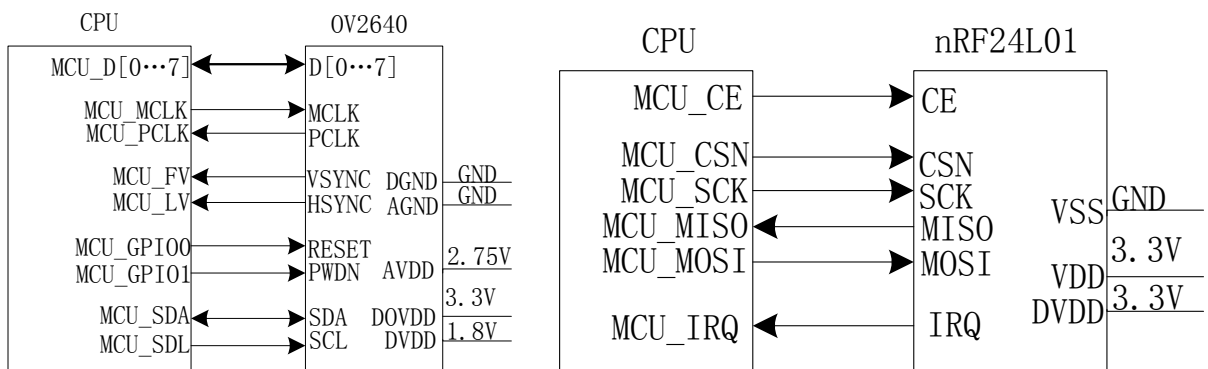 CPU OV2640
MCU_D[0···7] D[0···7]
MCU_MCLK MCLK
MCU_PCLK PCLK
MCU_FV VSYNC DGND GND
MCU_LV HSYNC AGND GND
MCU_GPIO0 RESET
MCU_GPIO1 PWDN AVDD 2.75V
MCU_SDA SDA DOVDD 3.3V
MCU_SDL SCL DVDD 1.8V
CPU nRF24L01
MCU_CE CE
MCU_CSN CSN
MCU_SCK SCK
VSS GND
MCU_MISO MISO
MCU_MOSI MOSI
VDD 3.3V
DVDD 3.3V
MCU_IRQ IRQ